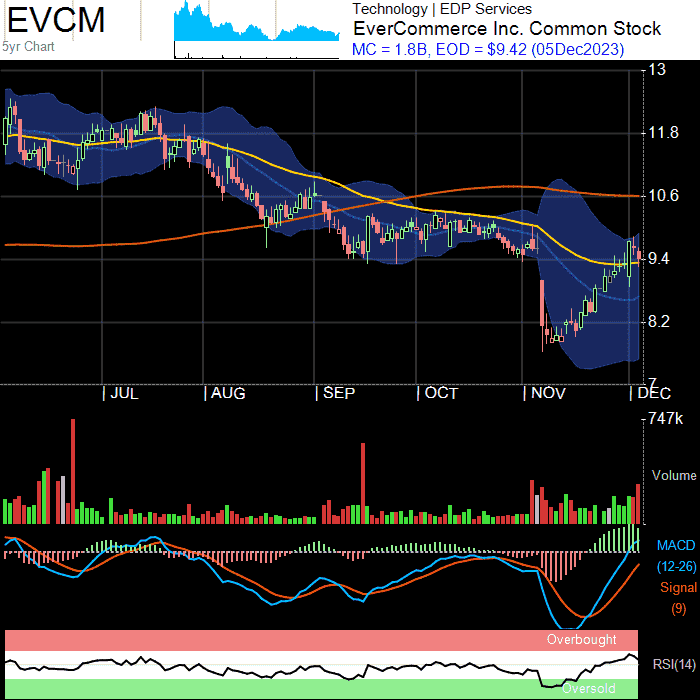 EVCM
5yr Chart
Technology | EDP Services
EverCommerce Inc. Common Stock
MC = 1.8B, EOD = $9.42 (05Dec2023)
13
11.8
10.6
9.4
8.2
7
| JUL | AUG | SEP | OCT | NOV | DEC
747k
Volume
MACD
(12-26)
Signal
(9)
Overbought
RSI(14)
Oversold